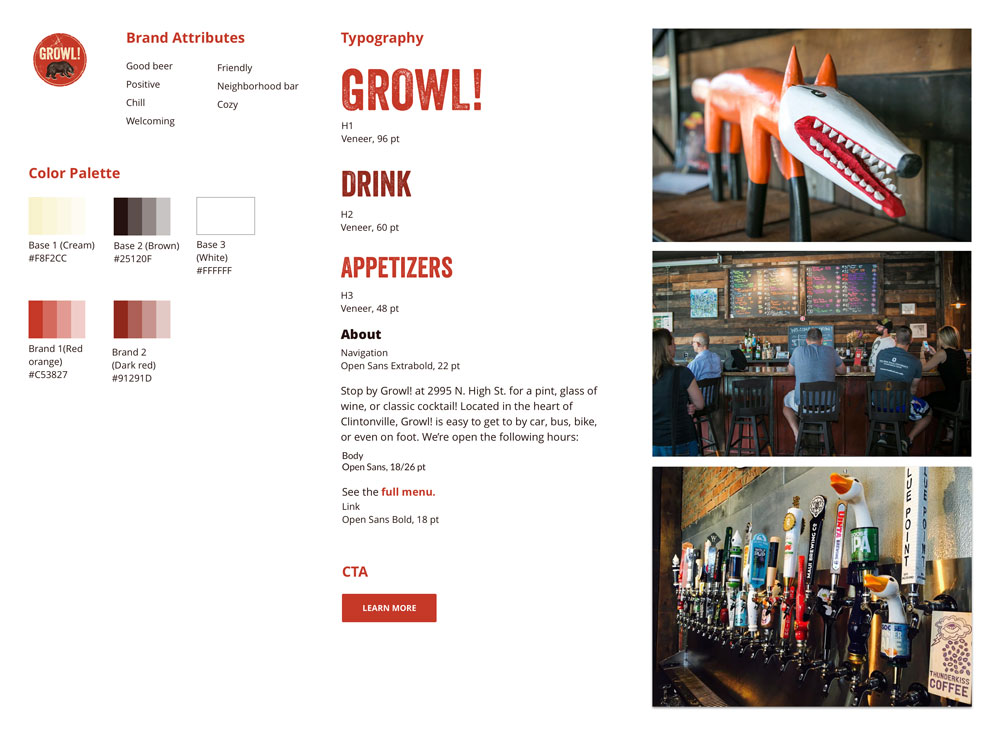 GROWL!
Brand Attributes
Good beer
Positive
Chill
Welcoming
Friendly
Neighborhood bar
Cozy
Color Palette
Base 1 (Cream)
#F8F2CC
Base 2 (Brown)
#25120F
Base 3
(White)
#FFFFFF
Brand 1(Red
orange)
#C53827
Brand 2
(Dark red)
#91291D
Typography
GROWL!
H1
Veneer, 96 pt
DRINK
H2
Veneer, 60 pt
APPETIZERS
H3
Veneer, 48 pt
About
Navigation
Open Sans Extrabold, 22 pt
Stop by Growl! at 2995 N. High St. for a pint, glass of
wine, or classic cocktail! Located in the heart of
Clintonville, Growl! is easy to get to by car, bus, bike,
or even on foot. We’re open the following hours:
Body
Open Sans, 18/26 pt
See the full menu.
Link
Open Sans Bold, 18 pt
CTA
LEARN MORE
BLUE POINT
MAUI BREWING CO
PA
THUNDERKISS
COFFEE